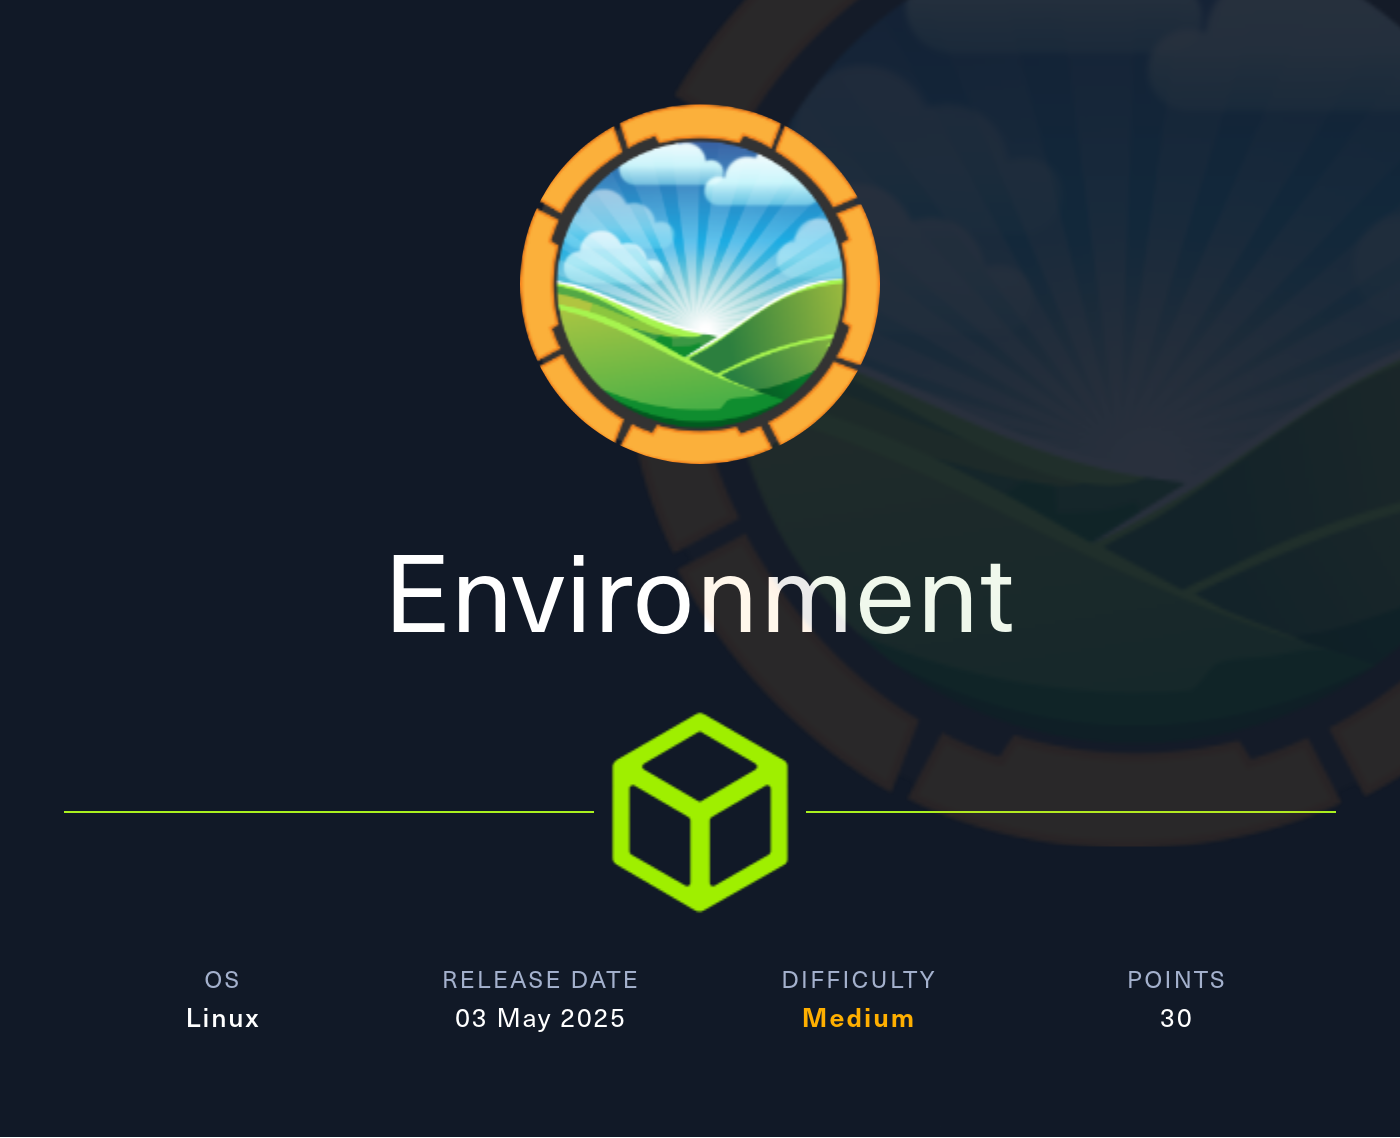 Environment
OS
Linux
RELEASE DATE
03 May 2025
DIFFICULTY
Medium
POINTS
30